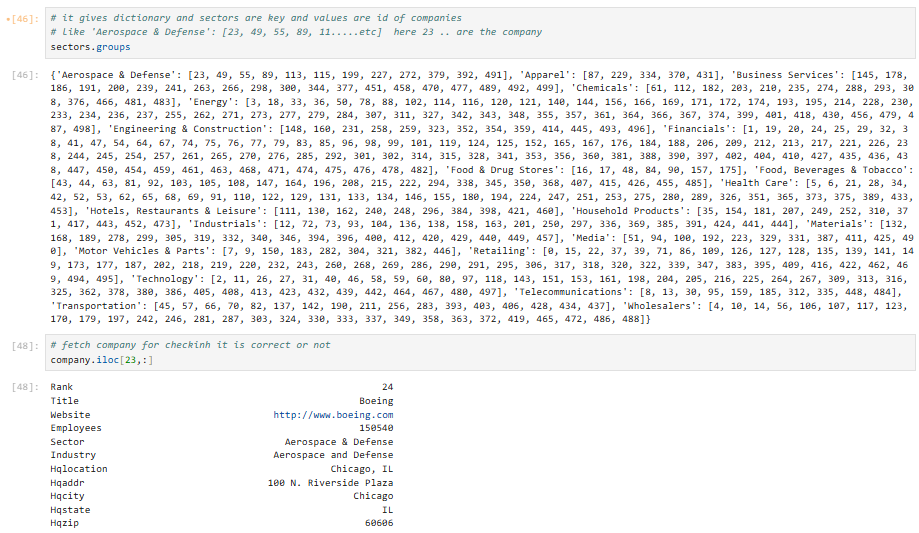 [46]: # it gives dictionary and sectors are key and values are id of companies
# Like 'Aerospace & Defense': [23, 49, 55, 89, 11.....etc]  here 23 .. are the company
sectors.groups
[46]: {'Aerospace & Defense': [23, 49, 55, 89, 113, 115, 199, 227, 272, 379, 392, 491], 'Apparel': [87, 229, 334, 370, 431], 'Business Services': [145, 178,
186, 191, 200, 239, 241, 263, 266, 298, 300, 344, 377, 451, 458, 470, 477, 489, 492, 499], 'Chemicals': [61, 112, 182, 203, 210, 235, 274, 288, 293, 30
8, 376, 466, 481, 483], 'Energy': [3, 18, 33, 36, 50, 78, 88, 102, 114, 116, 120, 121, 140, 144, 156, 166, 169, 171, 172, 174, 193, 195, 214, 228, 230,
233, 234, 236, 237, 255, 262, 271, 273, 277, 279, 284, 307, 311, 327, 342, 343, 348, 355, 357, 361, 364, 366, 367, 374, 399, 401, 418, 430, 456, 479, 4
87, 498], 'Engineering & Construction': [148, 160, 231, 258, 259, 323, 352, 354, 359, 414, 445, 493, 496], 'Financials': [1, 19, 20, 24, 25, 29, 32, 3
8, 41, 47, 54, 64, 67, 74, 75, 76, 77, 79, 83, 85, 96, 98, 99, 101, 119, 124, 125, 152, 165, 167, 176, 184, 188, 206, 209, 212, 213, 217, 221, 226, 23
8, 244, 245, 254, 257, 261, 265, 270, 276, 285, 292, 301, 302, 314, 315, 328, 341, 353, 356, 360, 381, 388, 390, 397, 402, 404, 410, 427, 435, 436, 43
8, 447, 450, 454, 459, 461, 463, 468, 471, 474, 475, 476, 478, 482], 'Food & Drug Stores': [16, 17, 48, 84, 90, 157, 175], 'Food, Beverages & Tobacco':
[43, 44, 63, 81, 92, 103, 105, 108, 147, 164, 196, 208, 215, 222, 294, 338, 345, 350, 368, 407, 415, 426, 455, 485], 'Health Care': [5, 6, 21, 28, 34,
42, 52, 53, 62, 65, 68, 69, 91, 110, 122, 129, 131, 133, 134, 146, 155, 180, 194, 224, 247, 251, 253, 275, 280, 289, 326, 351, 365, 373, 375, 389, 433,
453], 'Hotels, Restaurants & Leisure': [111, 130, 162, 240, 248, 296, 384, 398, 421, 460], 'Household Products': [35, 154, 181, 207, 249, 252, 310, 37
1, 417, 443, 452, 473], 'Industrials': [12, 72, 73, 93, 104, 136, 138, 158, 163, 201, 250, 297, 336, 369, 385, 391, 424, 441, 444], 'Materials': [132,
168, 189, 278, 299, 305, 319, 332, 340, 346, 394, 396, 400, 412, 420, 429, 440, 449, 457], 'Media': [51, 94, 100, 192, 223, 329, 331, 387, 411, 425, 49
0], 'Motor Vehicles & Parts': [7, 9, 150, 183, 282, 304, 321, 382, 446], 'Retailing': [0, 15, 22, 37, 39, 71, 86, 109, 126, 127, 128, 135, 139, 141, 14
9, 173, 177, 187, 202, 218, 219, 220, 232, 243, 260, 268, 269, 286, 290, 291, 295, 306, 317, 318, 320, 322, 339, 347, 383, 395, 409, 416, 422, 462, 46
9, 494, 495], 'Technology': [2, 11, 26, 27, 31, 40, 46, 58, 59, 60, 80, 97, 118, 143, 151, 153, 161, 198, 204, 205, 216, 225, 264, 267, 309, 313, 316,
325, 362, 378, 380, 386, 405, 408, 413, 423, 432, 439, 442, 464, 467, 480, 497], 'Telecommunications': [8, 13, 30, 95, 159, 185, 312, 335, 448, 484],
'Transportation': [45, 57, 66, 70, 82, 137, 142, 190, 211, 256, 283, 393, 403, 406, 428, 434, 437], 'Wholesalers': [4, 10, 14, 56, 106, 107, 117, 123,
170, 179, 197, 242, 246, 281, 287, 303, 324, 330, 333, 337, 349, 358, 363, 372, 419, 465, 472, 486, 488]}
[48]: # fetch company for checkinh it is correct or not
company.iloc[23,:]
[48]: Rank 24
Title Boeing
Website http://www.boeing.com
Employees 150540
Sector Aerospace & Defense
Industry Aerospace and Defense
Hqlocation Chicago, IL
Hqaddr 100 N. Riverside Plaza
Hqcity Chicago
Hqstate IL
Hqzip 60606